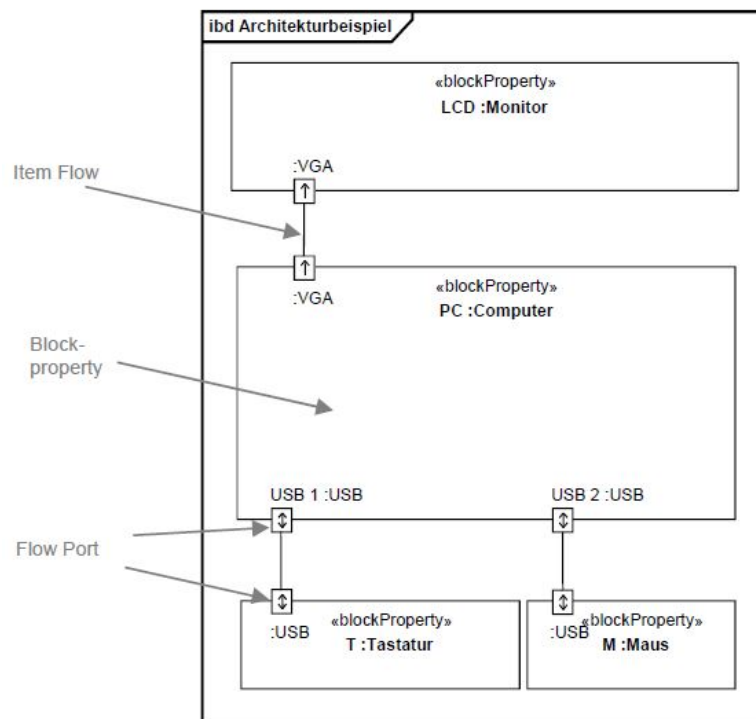 ibd Architekturbeispiel
«blockProperty»
LCD :Monitor
:VGA
Item Flow
:VGA
«blockProperty»
PC :Computer
Block-
property
USB 1 :USB
USB 2 :USB
Flow Port
:USB
«blockProperty»
T :Tastatur
:USB
«blockProperty»
M :Maus